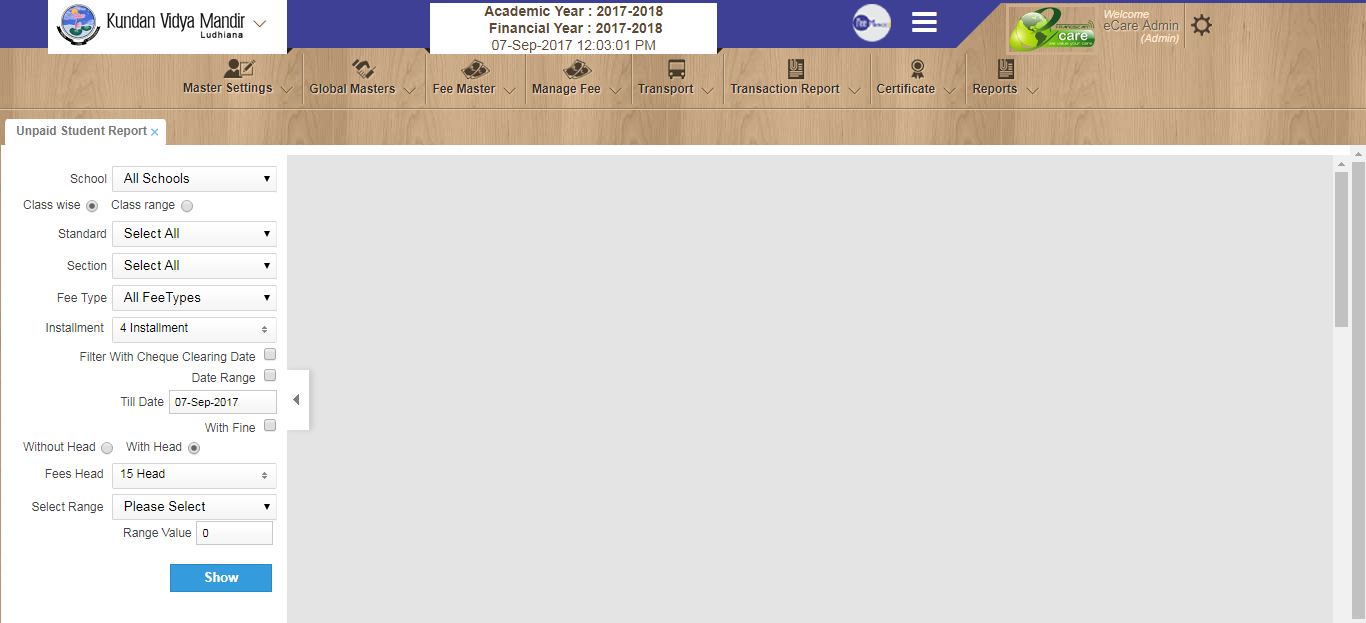 Kundan Vidya Mandir
Ludhiana
Academic Year : 2017-2018
Financial Year : 2017-2018
07-Sep-2017 12:03:01 PM
care
Welcome
eCare Admin
(Admin)
Master Settings
Global Masters
Fee Master
Manage Fee
Transport
Transaction Report
Certificate
Reports
Unpaid Student Report ×
School All Schools
Class wise Class range
Standard Select All
Section Select All
Fee Type All FeeTypes
Installment 4 Installment
Filter With Cheque Clearing Date
Date Range
Till Date 07-Sep-2017
With Fine
Without Head With Head
Fees Head 15 Head
Select Range Please Select
Range Value 0
Show